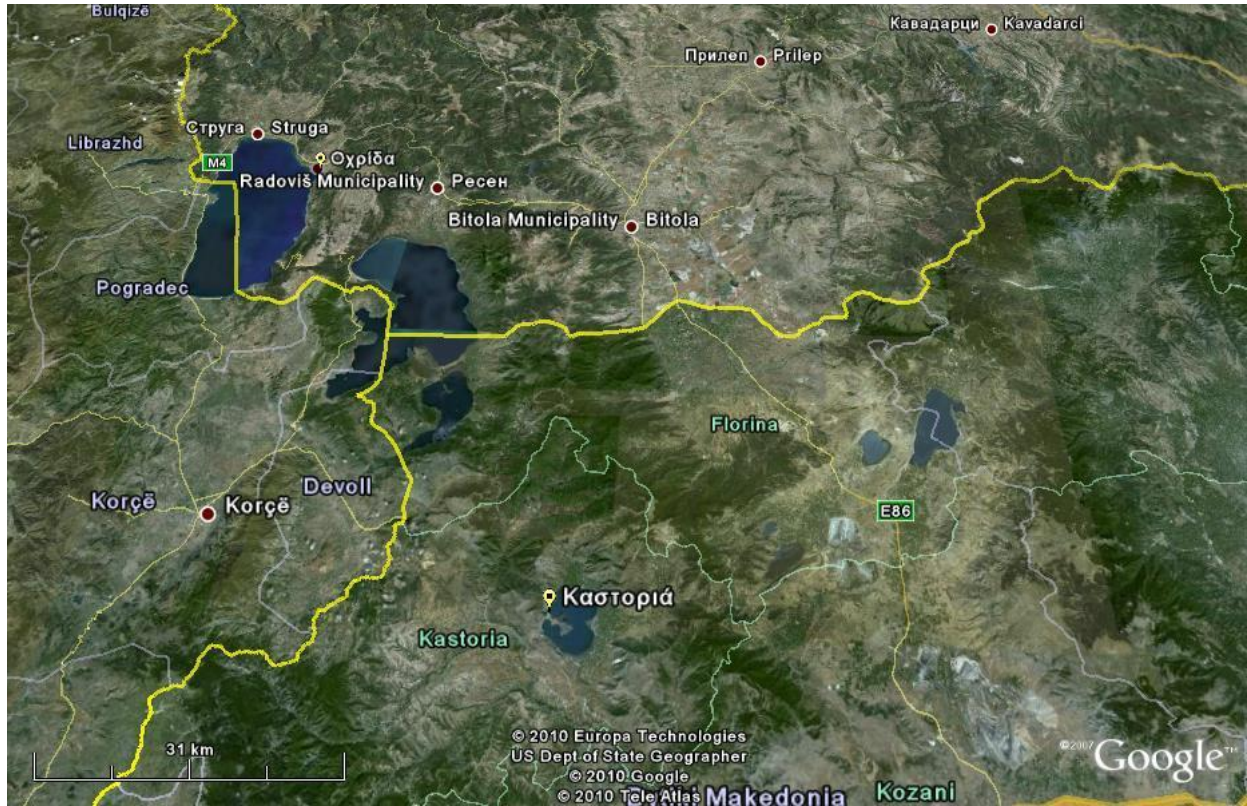 Bulqizë
Кавадарци Kavadarci
Прилеп Prilep
Струга Struga
Librazhd
M4
Οχρίδα
Radoviš Municipality
Ресен
Bitola Municipality Bitola
Pogradec
Florina
Devoll
Korçë
Korçë
E86
Καστοριά
Kastoria
31 km
© 2010 Europa Technologies
US Dept of State Geographer
© 2010 Google
© 2010 Tele Atlas
Makedonia
Kozani
©2007 Google™